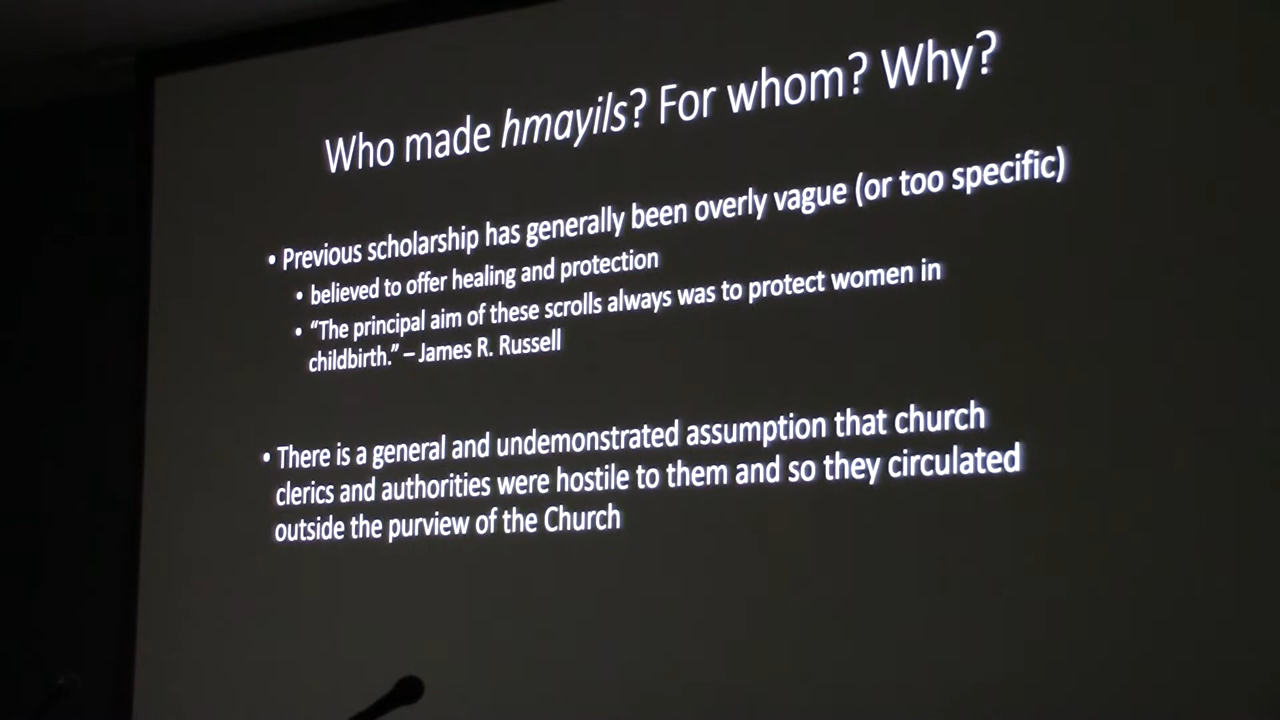 Who made hmayils? For whom? Why?
• Previous scholarship has generally been overly vague (or too specific)
• believed to offer healing and protection
• “The principal aim of these scrolls always was to protect women in
childbirth.” – James R. Russell
• There is a general and undemonstrated assumption that church
clerics and authorities were hostile to them and so they circulated
outside the purview of the Church